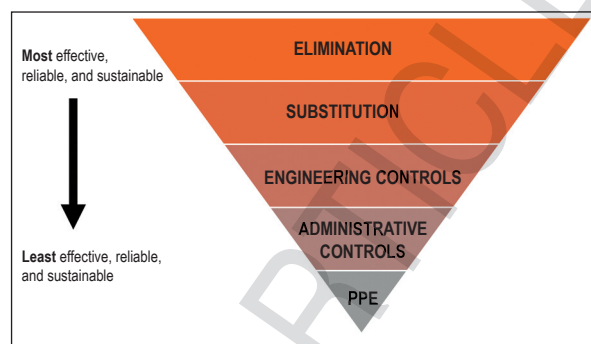 Most effective,
reliable, and sustainable
Least effective, reliable,
and sustainable
ELIMINATION
SUBSTITUTION
ENGINEERING CONTROLS
ADMINISTRATIVE
CONTROLS
PPE